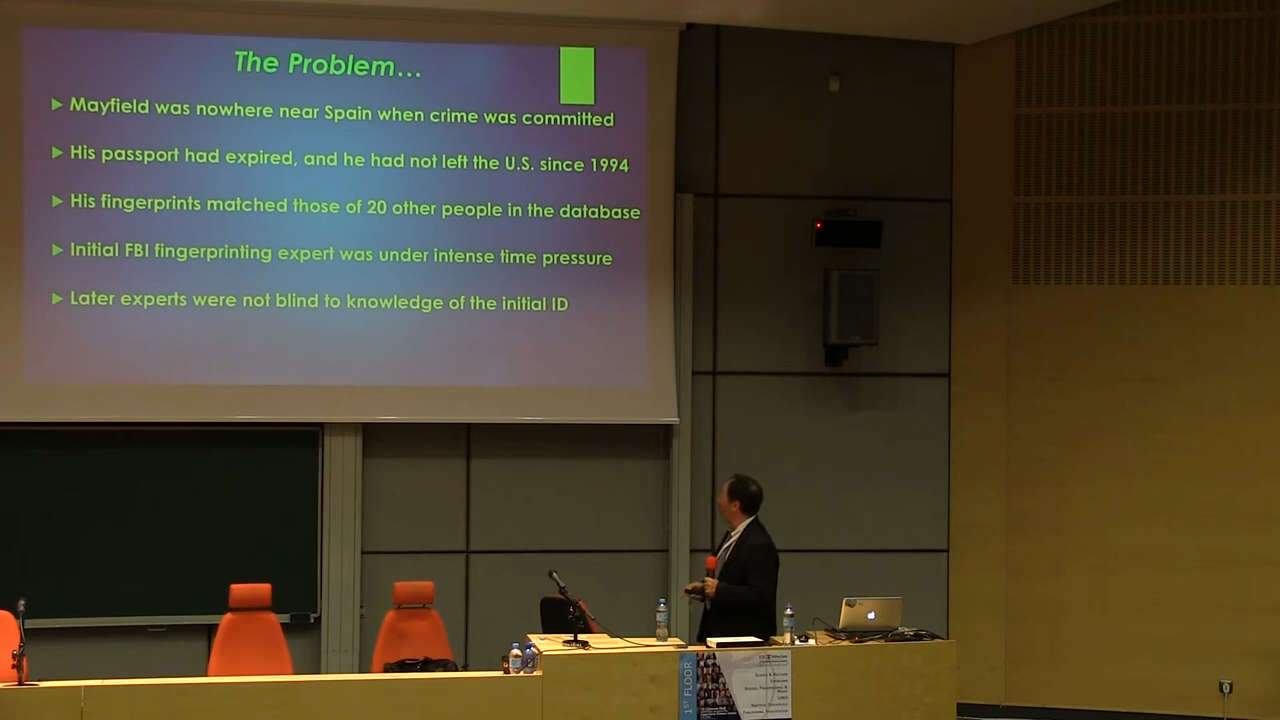 The Problem…
Mayfield was nowhere near Spain when crime was committed
His passport had expired, and he had not left the U.S. since 1994
His fingerprints matched those of 20 other people in the database
Initial FBI fingerprinting expert was under intense time pressure
Later experts were not blind to knowledge of the initial ID
1ST FLOOR